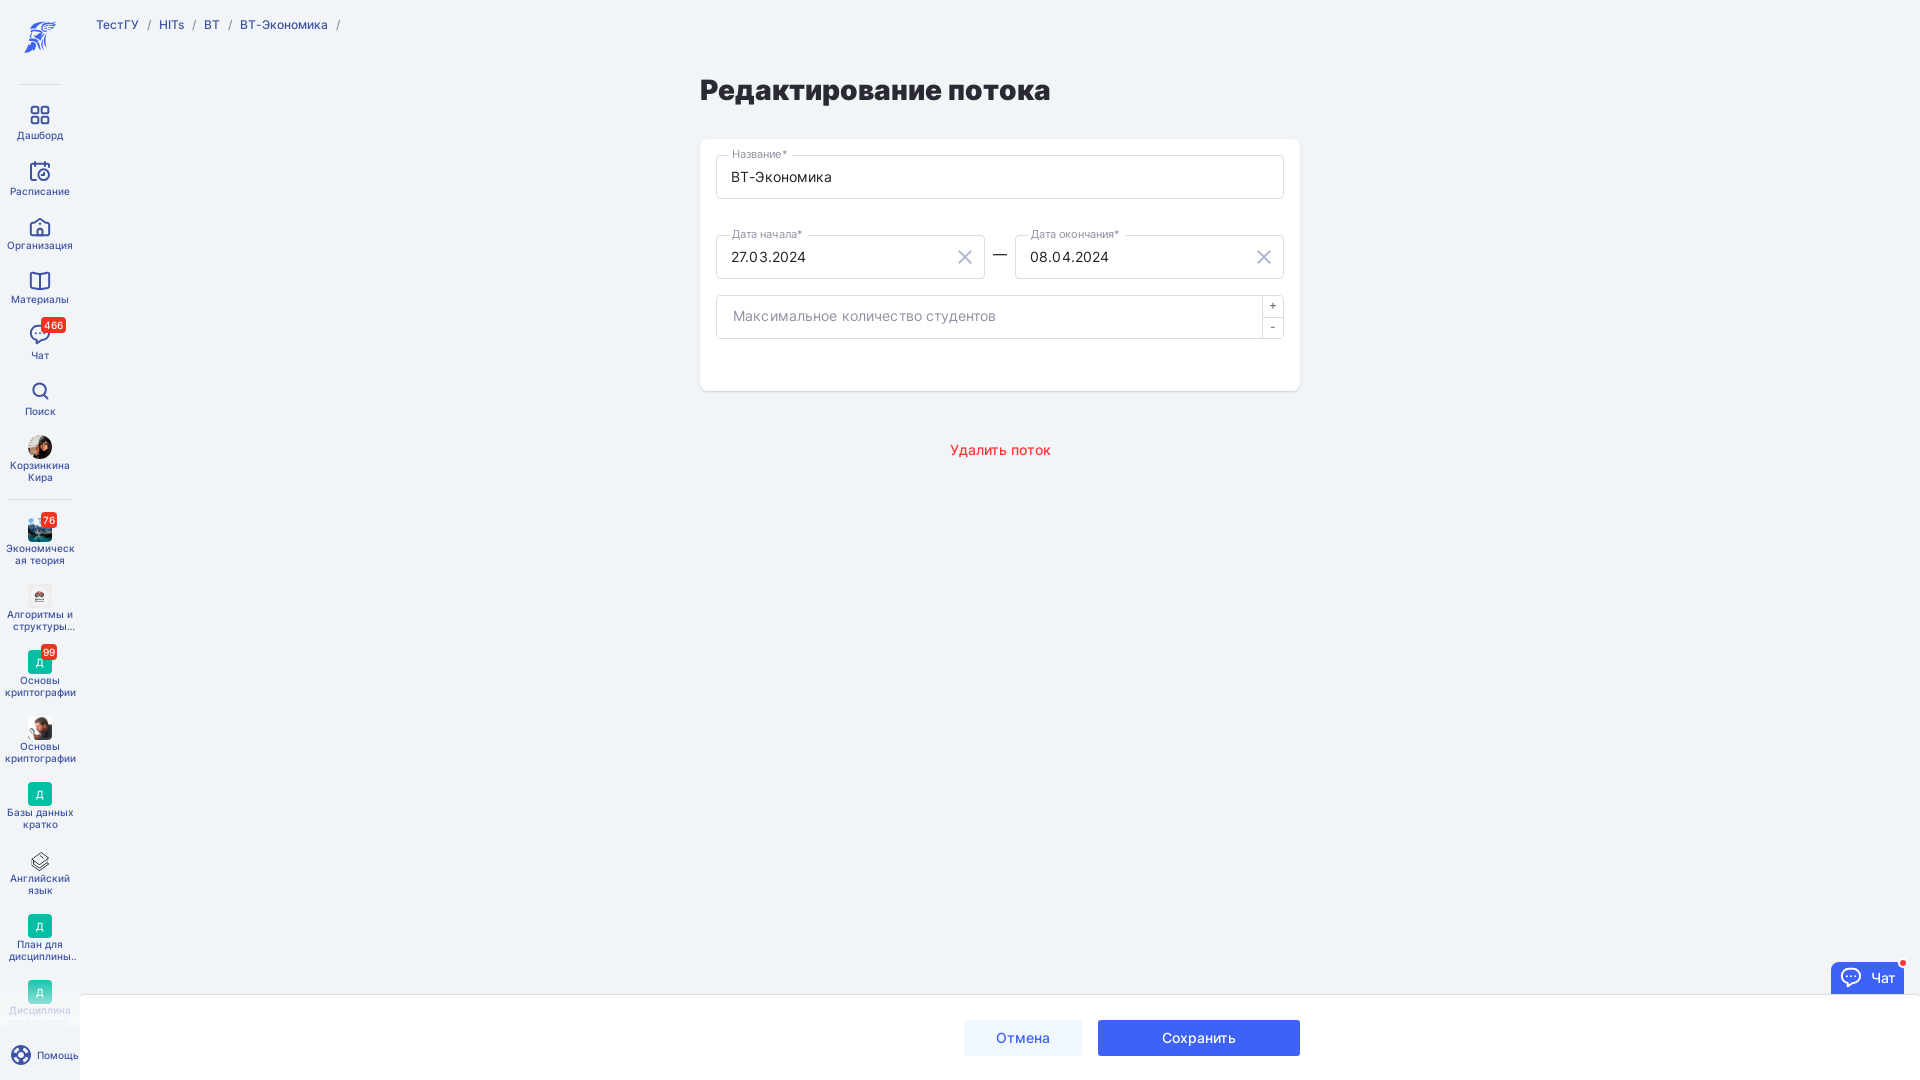 ТестГУ / HITs / ВТ / ВТ-Экономика /
Редактирование потока
Название*
ВТ-Экономика
Дата начала*
27.03.2024
—
Дата окончания*
08.04.2024
Максимальное количество студентов
+
-
Удалить поток
Дашборд
Расписание
Организация
Материалы
466
Чат
Поиск
Корзинкина
Кира
76
Экономическ
ая теория
Алгоритмы и
структуры...
Д
99
Основы
криптографии
Основы
криптографии
Д
Базы данных
кратко
Английский
язык
Д
План для
дисциплины..
Д
Дисциплина
Помощь
Чат
Отмена
Сохранить